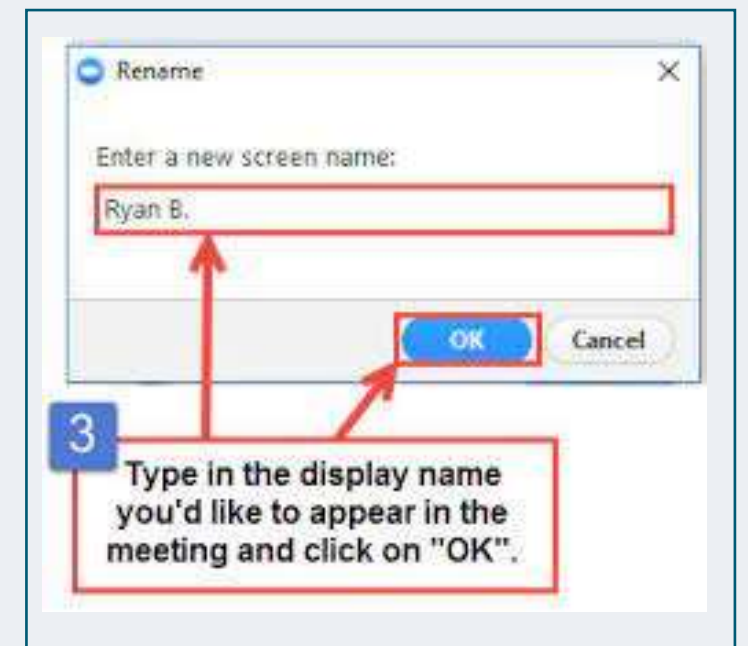 Rename
Enter a new screen name:
Ryan B.
OK Cancel
3
Type in the display name
you'd like to appear in the
meeting and click on "OK".